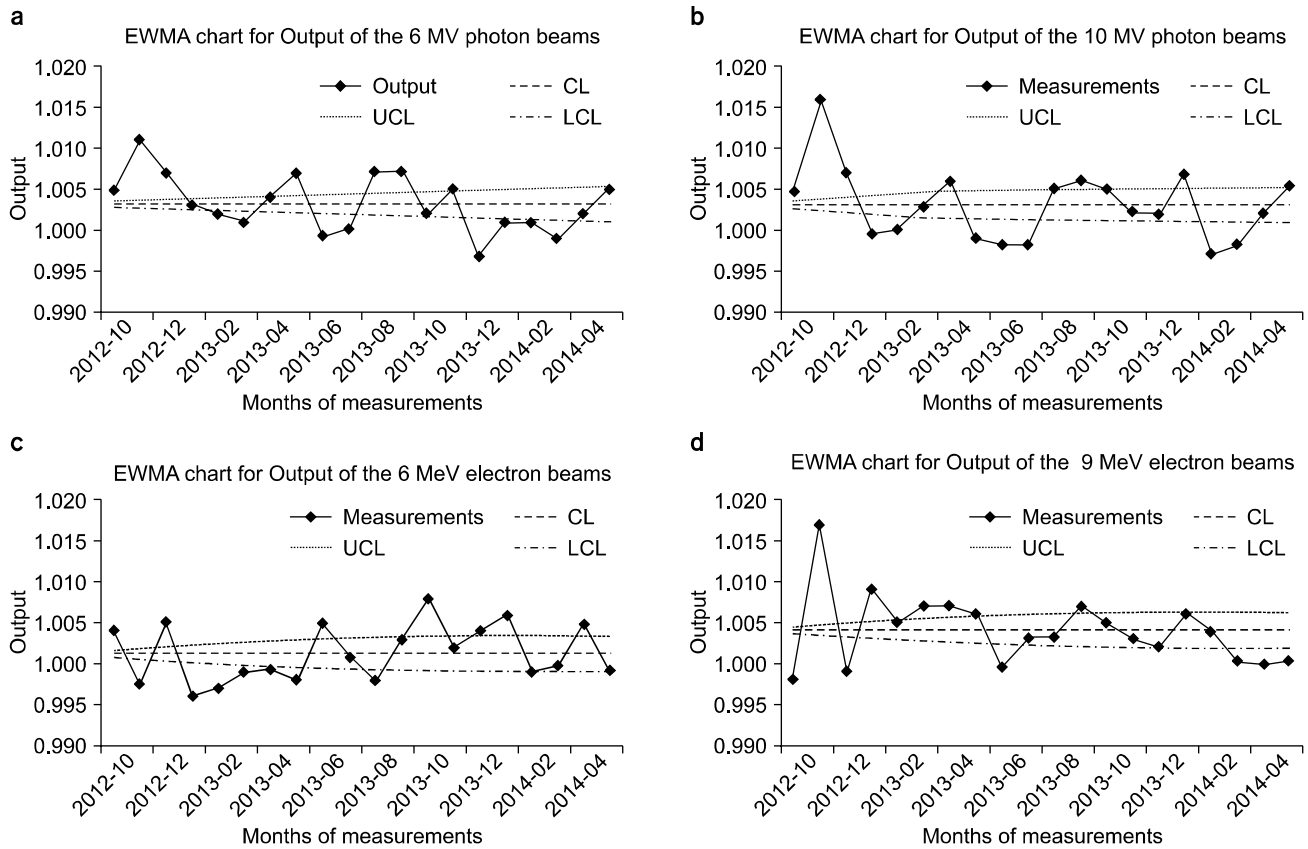 a
EWMA chart for Output of the 6 MV photon beams
1.020
1.015
1.010
1.005
1.000
0.995
0.990
Output
Output
CL
UCL
LCL
2012-10
2012-12
2013-02
2013-04
2013-06
2013-08
2013-10
2013-12
2014-02
2014-04
Months of measurements
b
EWMA chart for Output of the 10 MV photon beams
1.020
1.015
1.010
1.005
1.000
0.995
0.990
Output
Measurements
CL
UCL
LCL
2012-10
2012-12
2013-02
2013-04
2013-06
2013-08
2013-10
2013-12
2014-02
2014-04
Months of measurements
c
EWMA chart for Output of the 6 MeV electron beams
1.020
1.015
1.010
1.005
1.000
0.995
0.990
Output
Measurements
CL
UCL
LCL
2012-10
2012-12
2013-02
2013-04
2013-06
2013-08
2013-10
2013-12
2014-02
2014-04
Months of measurements
d
EWMA chart for Output of the 9 MeV electron beams
1.020
1.015
1.010
1.005
1.000
0.995
0.990
Output
Measurements
CL
UCL
LCL
2012-10
2012-12
2013-02
2013-04
2013-06
2013-08
2013-10
2013-12
2014-02
2014-04
Months of measurements